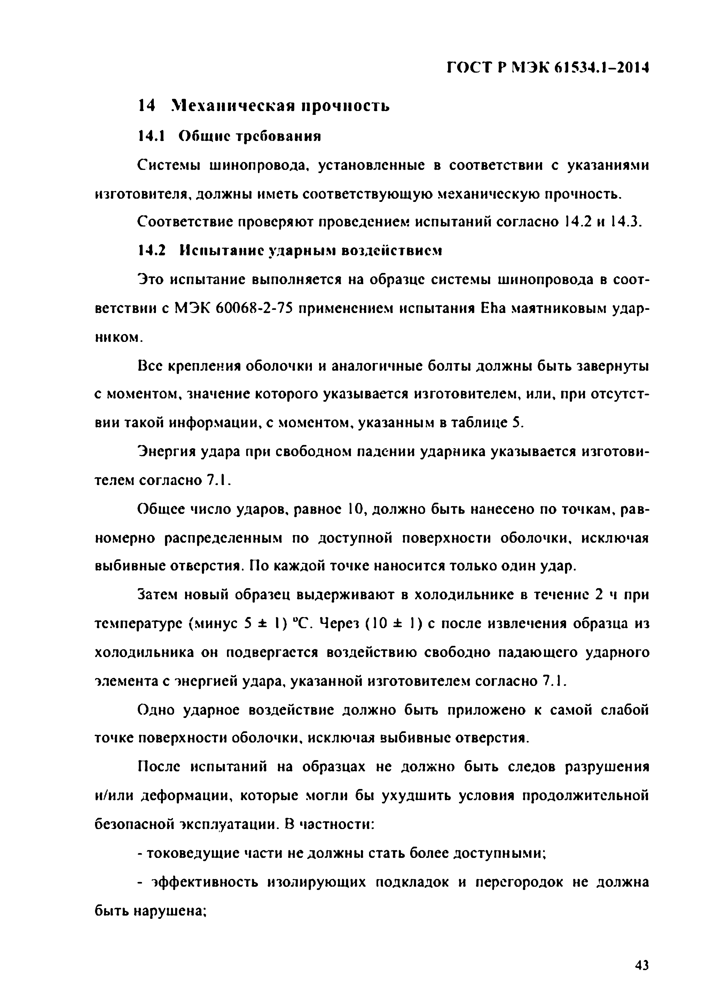 ГОСТ Р МЭК 61534.1–2014
14 Механическая прочность
14.1 Общие требования
Системы шинопровода, установленные в соответствии с указаниями
изготовителя, должны иметь соответствующую механическую прочность.
Соответствие проверяют проведением испытаний согласно 14.2 и 14.3.
14.2 Испытание ударным воздействием
Это испытание выполняется на образце системы шинопровода в соот-
ветствии с МЭК 60068-2-75 применением испытания Eha маятниковым удар-
ником.
Все крепления оболочки и аналогичные болты должны быть завернуты
с моментом, значение которого указывается изготовителем, или, при отсутст-
вии такой информации, с моментом, указанным в таблице 5.
Энергия удара при свободном падении ударника указывается изготови-
телем согласно 7.1.
Общее число ударов, равное 10, должно быть нанесено по точкам, рав-
номерно распределенным по доступной поверхности оболочки, исключая
выбивные отверстия. По каждой точке наносится только один удар.
Затем новый образец выдерживают в холодильнике в течение 2 ч при
температуре (минус 5 ± 1) °С. Через (10 ± 1) с после извлечения образца из
холодильника он подвергается воздействию свободно падающего ударного
элемента с энергией удара, указанной изготовителем согласно 7.1.
Одно ударное воздействие должно быть приложено к самой слабой
точке поверхности оболочки, исключая выбивные отверстия.
После испытаний на образцах не должно быть следов разрушения
и/или деформации, которые могли бы ухудшить условия продолжительной
безопасной эксплуатации. В частности:
- токоведущие части не должны стать более доступными;
- эффективность изолирующих подкладок и перегородок не должна
быть нарушена;
43